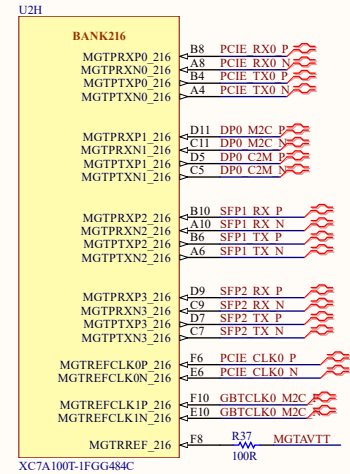 U2H
BANK216
MGTPRXP0_216 B8 PCIE_RX0_P
MGTPRXN0_216 A8 PCIE_RX0_N
MGTPTXP0_216 B4 PCIE_TX0_P
MGTPTXN0_216 A4 PCIE_TX0_N
MGTPRXP1_216 D11 DP0_M2C_P
MGTPRXN1_216 C11 DP0_M2C_N
MGTPTXP1_216 D5 DP0_C2M_P
MGTPTXN1_216 C5 DP0_C2M_N
MGTPRXP2_216 B10 SFP1_RX_P
MGTPRXN2_216 A10 SFP1_RX_N
MGTPTXP2_216 B6 SFP1_TX_P
MGTPTXN2_216 A6 SFP1_TX_N
MGTPRXP3_216 D9 SFP2_RX_P
MGTPRXN3_216 C9 SFP2_RX_N
MGTPTXP3_216 D7 SFP2_TX_P
MGTPTXN3_216 C7 SFP2_TX_N
MGTREFCLK0P_216 F6 PCIE_CLK0_P
MGTREFCLK0N_216 E6 PCIE_CLK0_N
MGTREFCLK1P_216 F10 GBTCLK0_M2C_P
MGTREFCLK1N_216 E10 GBTCLK0_M2C_N
MGTRREF_216 F8 R37 MGTAVTT
100R
XC7A100T-1FGG484C